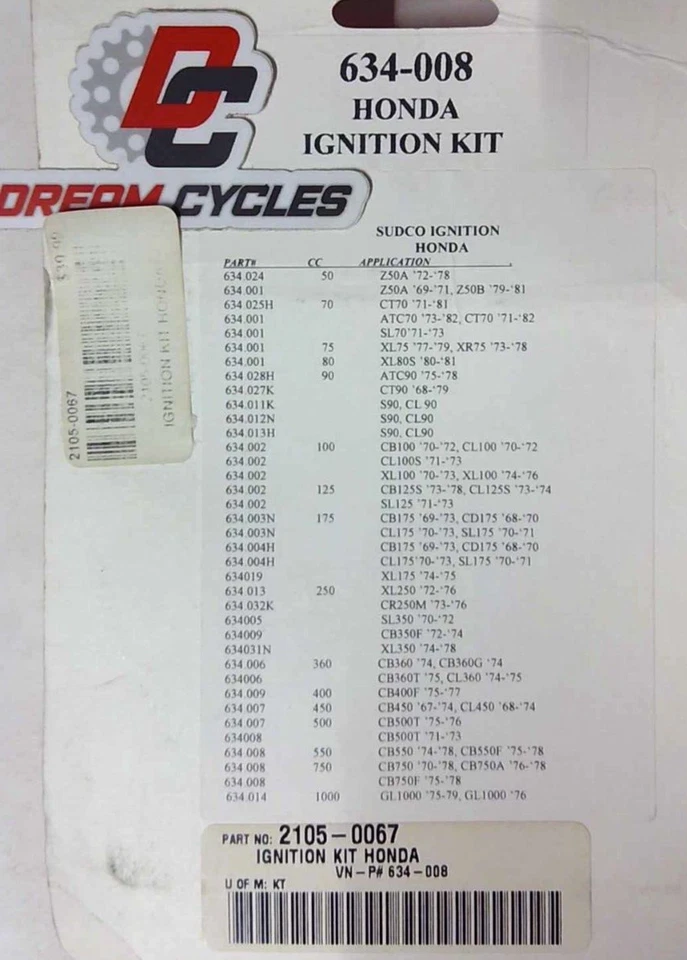 DC
DREAM CYCLES
634-008
HONDA
IGNITION KIT
$39.99
2105-0067
2105-0067
IGNITION KIT HONDA
SUDCO IGNITION
HONDA
PART# CC APPLICATION
634.024 50 Z50A '72-'78
634.001 Z50A '69-'71, Z50B '79-'81
634.025H 70 CT70 '71-'81
634.001 ATC70 '73-'82, CT70 '71-'82
634.001 SL70'71-'73
634.001 75 XL75 '77-'79, XR75 '73-'78
634.001 80 XL80S '80-'81
634.028H 90 ATC90 '75-'78
634.027K CT90 '68-'79
634.011K S90, CL90
634.012N S90, CL90
634.013H S90, CL90
634.002 100 CB100 '70-'72, CL100 '70-'72
634.002 CL100S '71-'73
634.002 XL100 '70-'73, XL100 '74-'76
634.002 125 CB125S '73-'78, CL125S '73-'74
634.002 SL125 '71-'73
634.003N 175 CB175 '69-'73, CD175 '68-'70
634.003N CL175 '70-'73, SL175 '70-'71
634.004H CB175 '69-'73, CD175 '68-'70
634.004H CL175'70-'73, SL175 '70-'71
634019 XL175 '74-'75
634.013 250 XL250 '72-'76
634.032K CR250M '73-'76
634005 SL350 '70-'72
634009 CB350F '72-'74
634031N XL350 '74-'78
634.006 360 CB360 '74, CB360G '74
634006 CB360T '75, CL360 '74-'75
634.009 400 CB400F '75-'77
634.007 450 CB450 '67-'74, CL450 '68-'74
634.007 500 CB500T '75-'76
634008 CB500T '71-'73
634.008 550 CB550 '74-'78, CB550F '75-'78
634.008 750 CB750 '70-'78, CB750A '76-'78
634.008 CB750F '75-'78
634.014 1000 GL1000 '75-79, GL1000 '76
PART NO: 2105-0067
IGNITION KIT HONDA
VN-P# 634-008
U OF M: KT